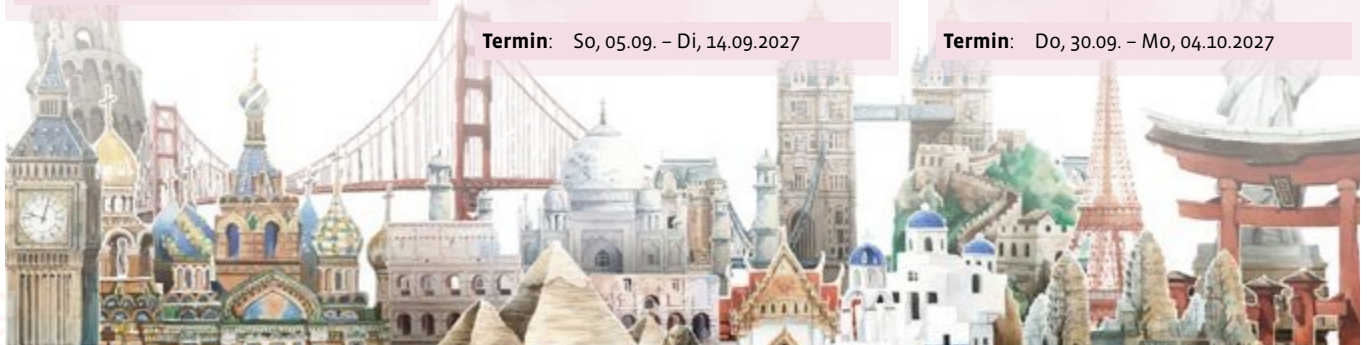 Termin: So, 05.09. – Di, 14.09.2027
Termin: Do, 30.09. – Mo, 04.10.2027